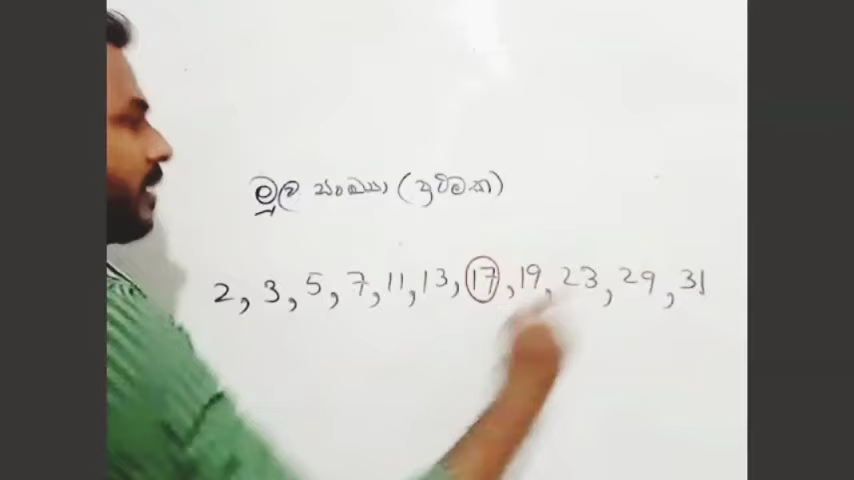 මූල සංඛ්‍යා (ප්‍රථමක)
2, 3, 5, 7, 11, 13, 17, 19, 23, 29, 31